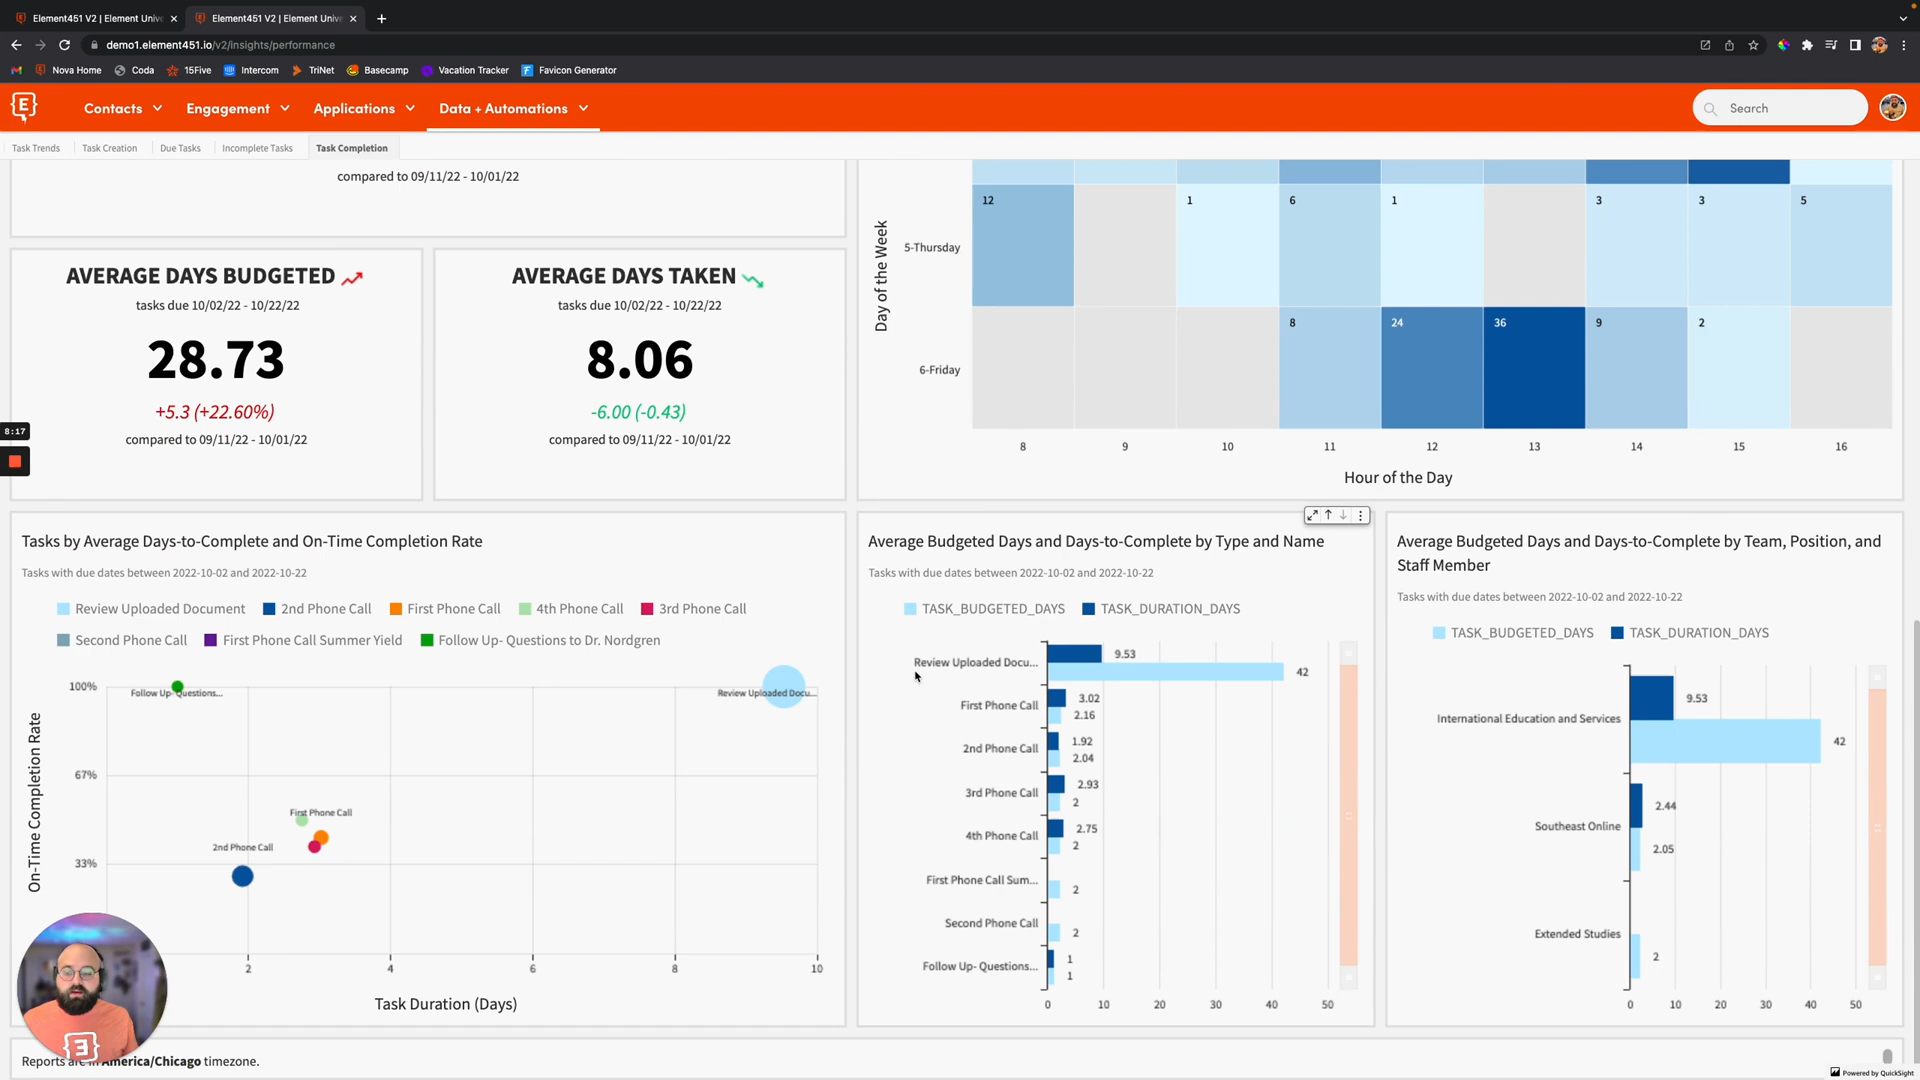 Element451 V2 | Element Unive
Element451 V2 | Element Unive
demo1.element451.io/v2/insights/performance
Nova Home
Coda
15Five
Intercom
TriNet
Basecamp
Vacation Tracker
Favicon Generator
Contacts
Engagement
Applications
Data + Automations
Search
Task Trends
Task Creation
Due Tasks
Incomplete Tasks
Task Completion
compared to 09/11/22 - 10/01/22
AVERAGE DAYS BUDGETED
tasks due 10/02/22 - 10/22/22
28.73
+5.3 (+22.60%)
compared to 09/11/22 - 10/01/22
AVERAGE DAYS TAKEN
tasks due 10/02/22 - 10/22/22
8.06
-6.00 (-0.43)
compared to 09/11/22 - 10/01/22
8:17
Day of the Week
5-Thursday
12 1 6 1 3 3 5
6-Friday
8 24 36 9 2
8 9 10 11 12 13 14 15 16
Hour of the Day
Tasks by Average Days-to-Complete and On-Time Completion Rate
Tasks with due dates between 2022-10-02 and 2022-10-22
Review Uploaded Document
2nd Phone Call
First Phone Call
4th Phone Call
3rd Phone Call
Second Phone Call
First Phone Call Summer Yield
Follow Up- Questions to Dr. Nordgren
On-Time Completion Rate
100%
67%
33%
Follow Up- Questions...
Review Uploaded Docu...
First Phone Call
2nd Phone Call
2 4 6 8 10
Task Duration (Days)
Average Budgeted Days and Days-to-Complete by Type and Name
Tasks with due dates between 2022-10-02 and 2022-10-22
TASK_BUDGETED_DAYS
TASK_DURATION_DAYS
Review Uploaded Docu...
9.53
42
First Phone Call
3.02
2.16
2nd Phone Call
1.92
2.04
3rd Phone Call
2.93
2
4th Phone Call
2.75
2
First Phone Call Sum...
2
Second Phone Call
2
Follow Up- Questions...
1
1
0 10 20 30 40 50
Average Budgeted Days and Days-to-Complete by Team, Position, and
Staff Member
Tasks with due dates between 2022-10-02 and 2022-10-22
TASK_BUDGETED_DAYS
TASK_DURATION_DAYS
International Education and Services
9.53
42
Southeast Online
2.44
2.05
Extended Studies
2
0 10 20 30 40 50
Reports are in America/Chicago timezone.
Powered by QuickSight